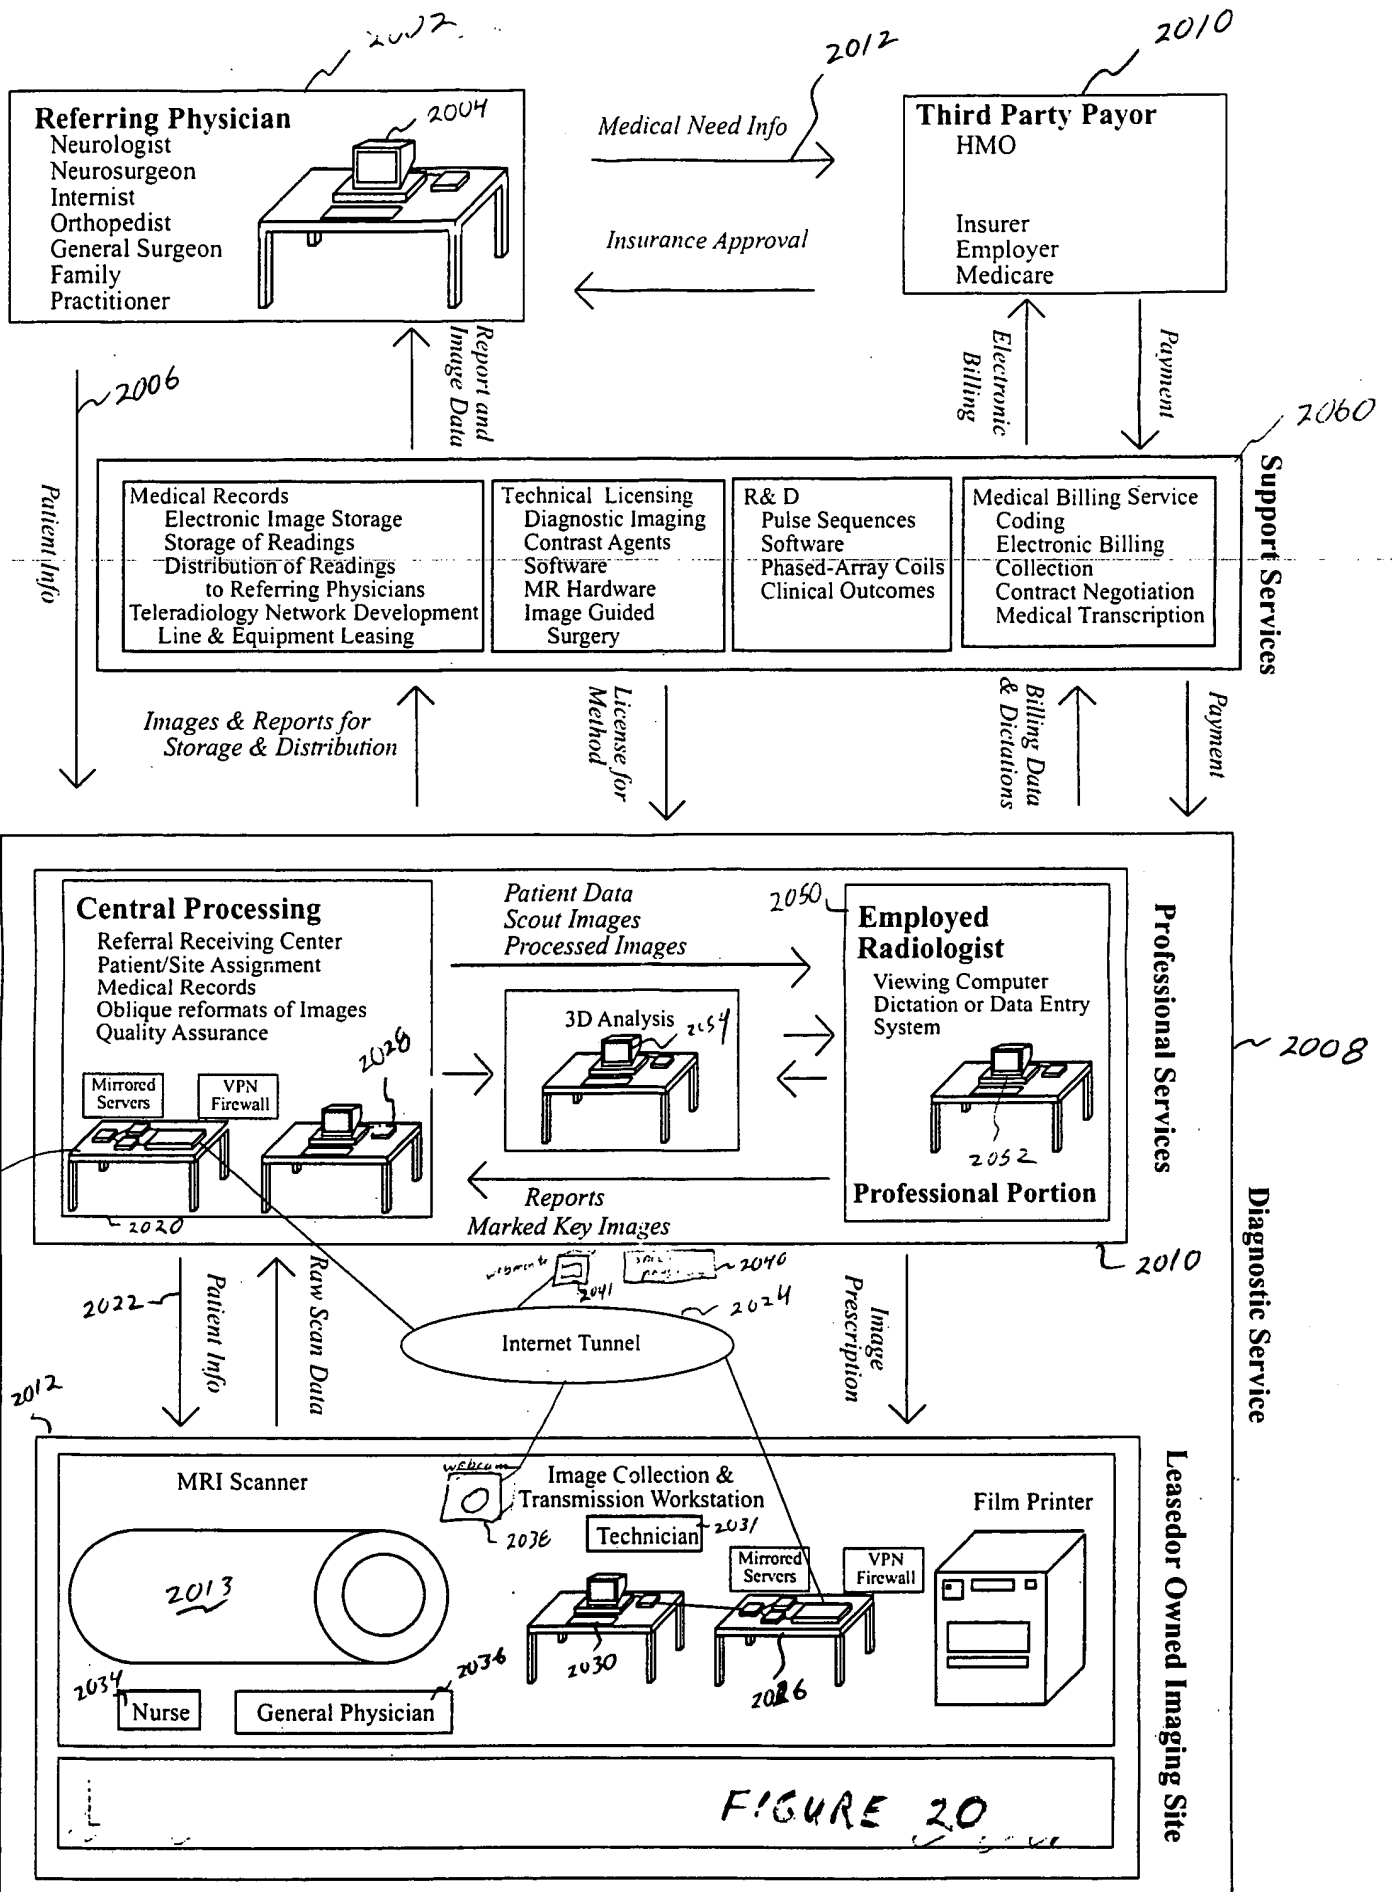 2002
2012
2010
Referring Physician
Neurologist
Neurosurgeon
Internist
Orthopedist
General Surgeon
Family
Practitioner
2004
Medical Need Info
Insurance Approval
Third Party Payor
HMO
Insurer
Employer
Medicare
2006
Patient Info
Report and
Image Data
Electronic
Billing
Payment
2060
Support Services
Medical Records
Electronic Image Storage
Storage of Readings
Distribution of Readings
to Referring Physicians
Teleradiology Network Development
Line & Equipment Leasing
Technical Licensing
Diagnostic Imaging
Contrast Agents
Software
MR Hardware
Image Guided
Surgery
R& D
Pulse Sequences
Software
Phased-Array Coils
Clinical Outcomes
Medical Billing Service
Coding
Electronic Billing
Collection
Contract Negotiation
Medical Transcription
Images & Reports for
Storage & Distribution
License for
Method
Billing Data
& Dictations
Payment
Central Processing
Referral Receiving Center
Patient/Site Assignment
Medical Records
Oblique reformats of Images
Quality Assurance
2028
Mirrored
Servers
VPN
Firewall
2020
Patient Data
Scout Images
Processed Images
3D Analysis
2054
Reports
Marked Key Images
2050
Employed
Radiologist
Viewing Computer
Dictation or Data Entry
System
2052
Professional Portion
Professional Services
2008
2010
Diagnostic Service
2022
Patient Info
Raw Scan Data
2041
2040
2024
Internet Tunnel
Image
Prescription
2012
MRI Scanner
2013
webcam
2038
Image Collection &
Transmission Workstation
Technician
2031
Mirrored
Servers
VPN
Firewall
Film Printer
2030
2026
2034
Nurse
2036
General Physician
Leasedor Owned Imaging Site
FIGURE 20